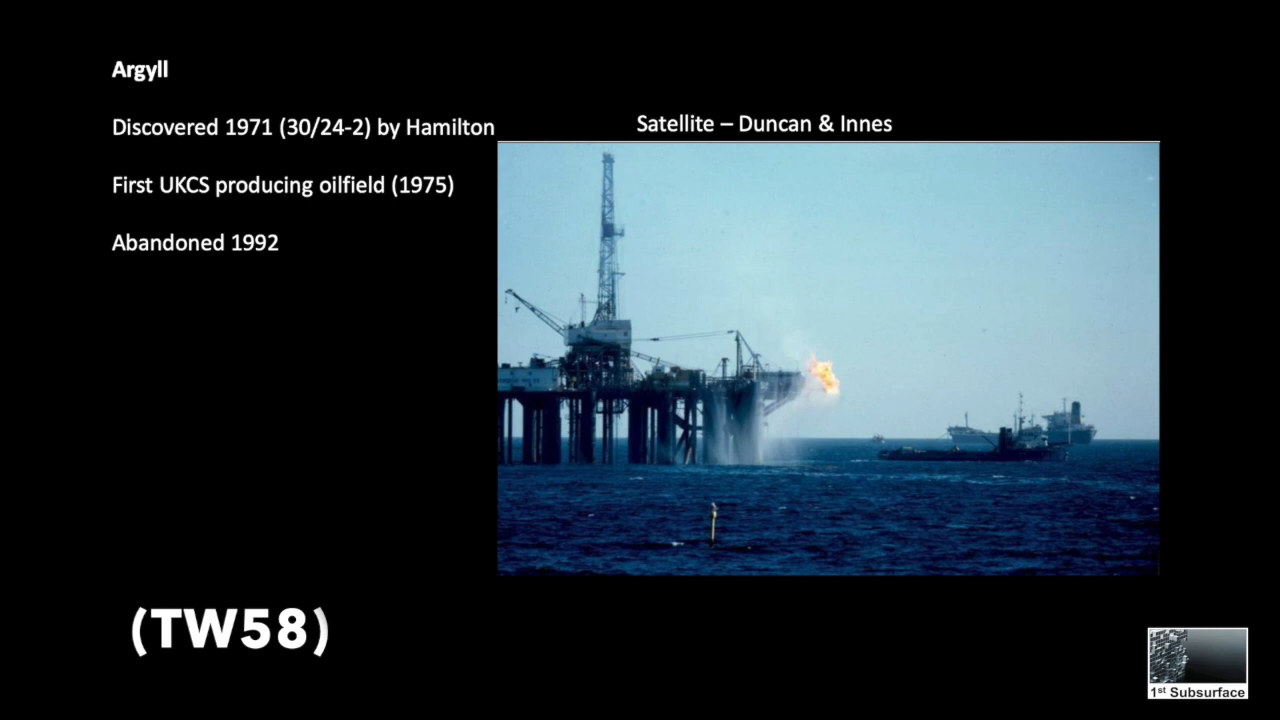 Argyll
Discovered 1971 (30/24-2) by Hamilton
Satellite – Duncan & Innes
First UKCS producing oilfield (1975)
Abandoned 1992
(TW58)
1st Subsurface